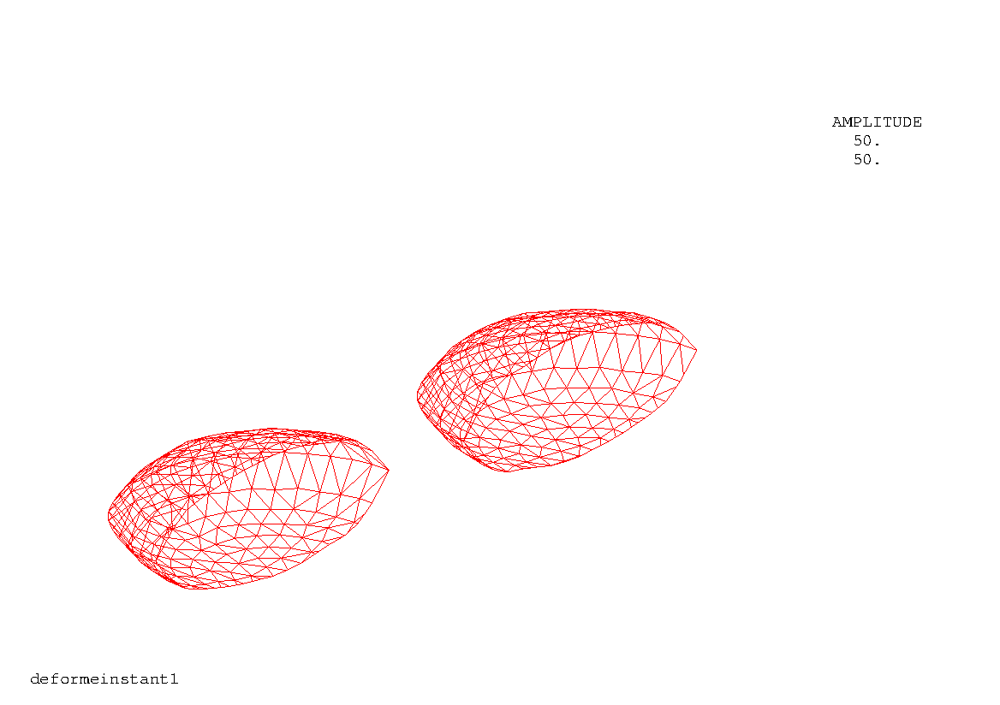 AMPLITUDE
50.
50.
deformeinstant1